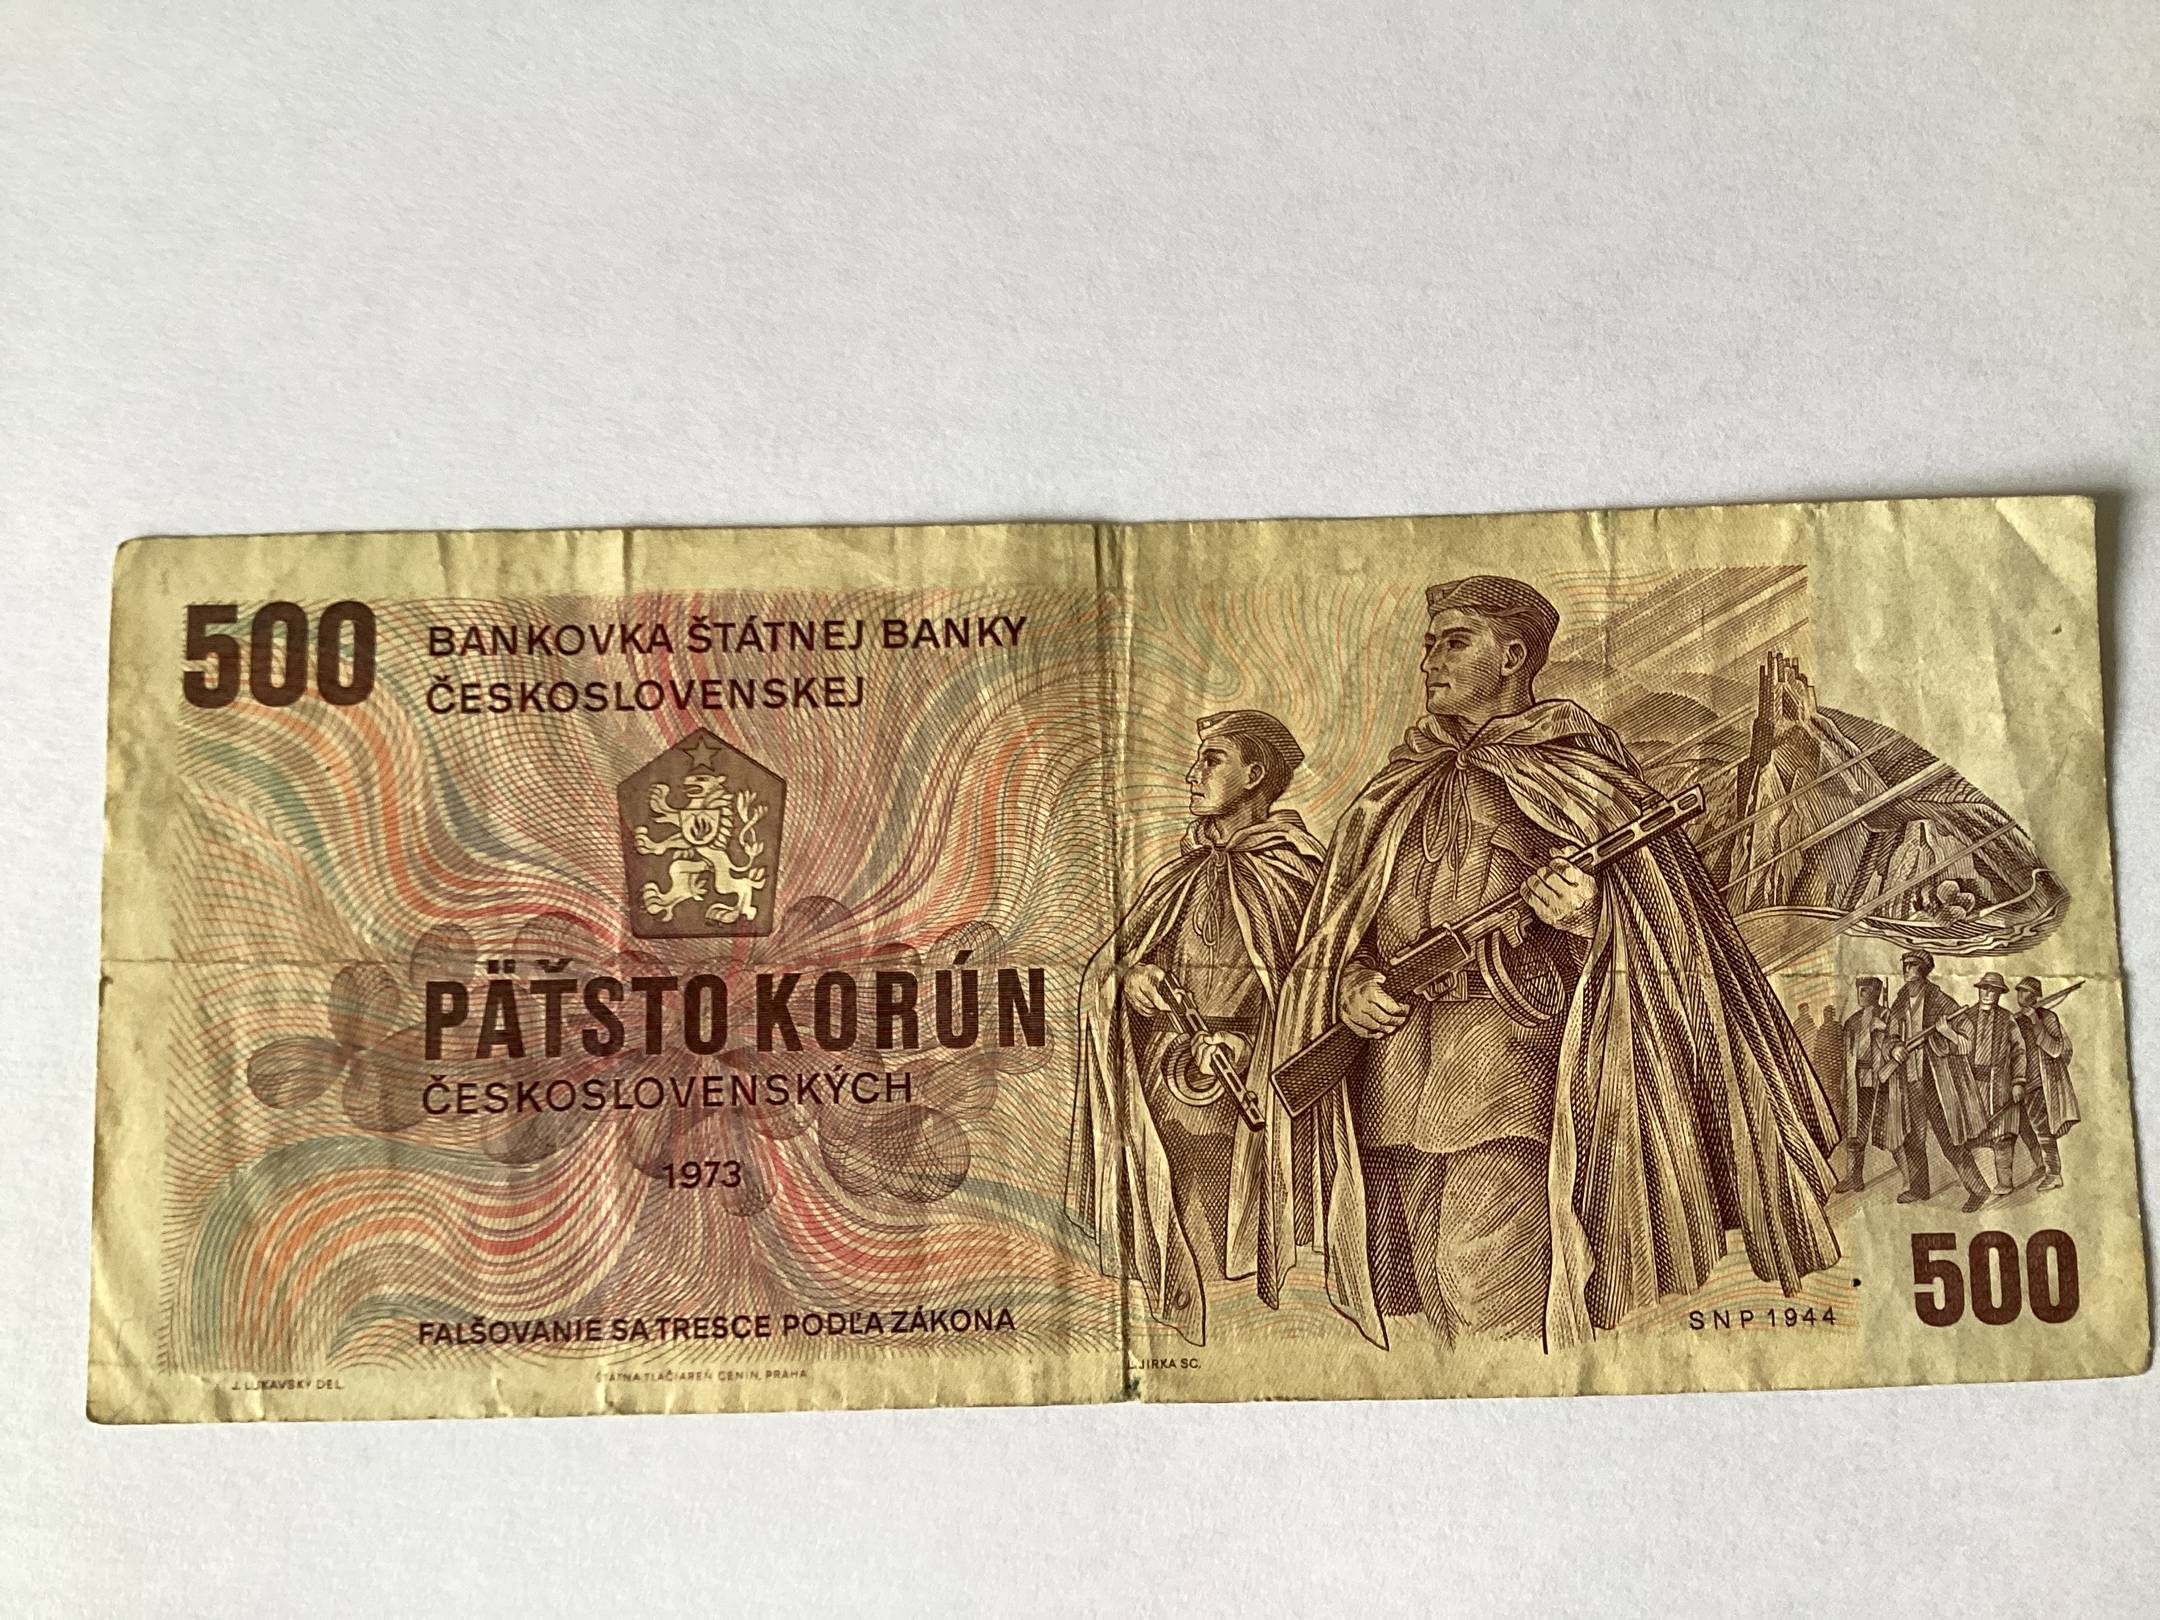 500
BANKOVKA ŠTÁTNEJ BANKY
ČESKOSLOVENSKEJ
PÄŤSTO KORÚN
ČESKOSLOVENSKÝCH
1973
FALŠOVANIE SA TRESCE PODĽA ZÁKONA
J. LUKAVSKÝ DEL.
ŠTÁTNA TLAČIAREŇ CENÍN, PRAHA
L. JIRKA SC.
SNP 1944
500